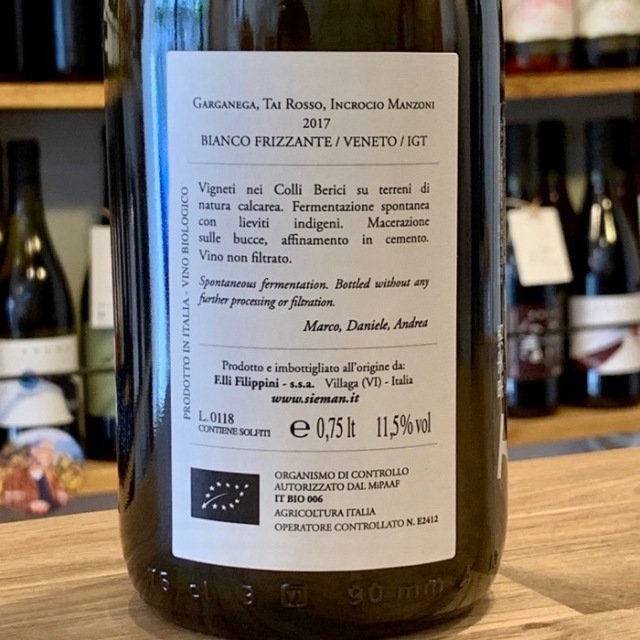 Garganega, Tai Rosso, Incrocio Manzoni
2017
BIANCO FRIZZANTE / VENETO / IGT
PRODOTTO IN ITALIA - VINO BIOLOGICO
Vigneti nei Colli Berici su terreni di
natura calcarea. Fermentazione spontanea
con lieviti indigeni. Macerazione
sulle bucce, affinamento in cemento.
Vino non filtrato.
Spontaneous fermentation. Bottled without any
further processing or filtration.
Marco, Daniele, Andrea
Prodotto e imbottigliato all'origine da:
F.lli Filippini - s.s.a. Villaga (VI) - Italia
www.sieman.it
L. 0118
CONTIENE SOLFITI
e 0,75 lt 11,5% vol
ORGANISMO DI CONTROLLO
AUTORIZZATO DAL MiPAAF
IT BIO 006
AGRICOLTURA ITALIA
OPERATORE CONTROLLATO N. E2412
75 cl 3 VI 90 mm